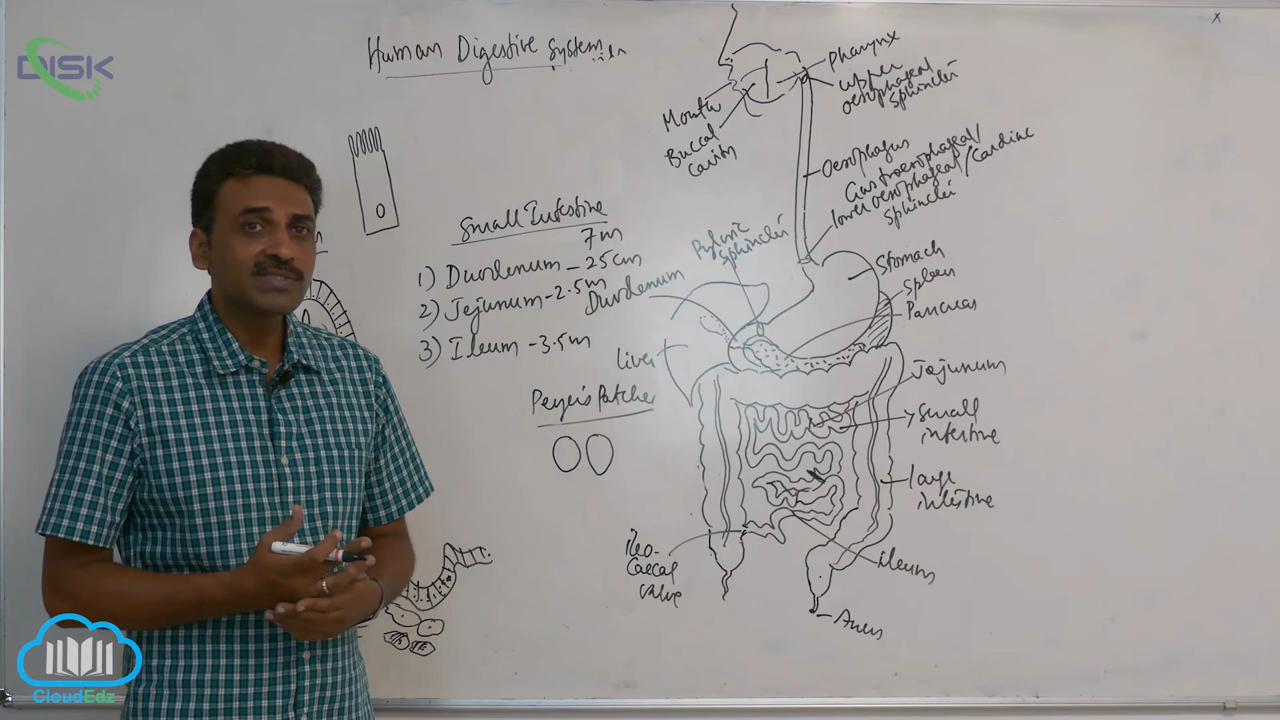 DISK
Human Digestive System
x
Pharynx
upper
oesophageal
sphincter
Mouth
Buccal
cavity
Oesophagus
Gastroesophageal/
lower oesophageal/Cardiac
sphincter
Small Intestine
7m
1) Duodenum - 25cm
2) Jejunum - 2.5m
3) Ileum - 3.5m
Pyloric
sphincter
Duodenum
Stomach
Spleen
Pancreas
Liver
Peyer's Patches
Jejunum
Small
intestine
large
intestine
Ileo-
Caecal
valve
Ileum
Anus
CloudEdz